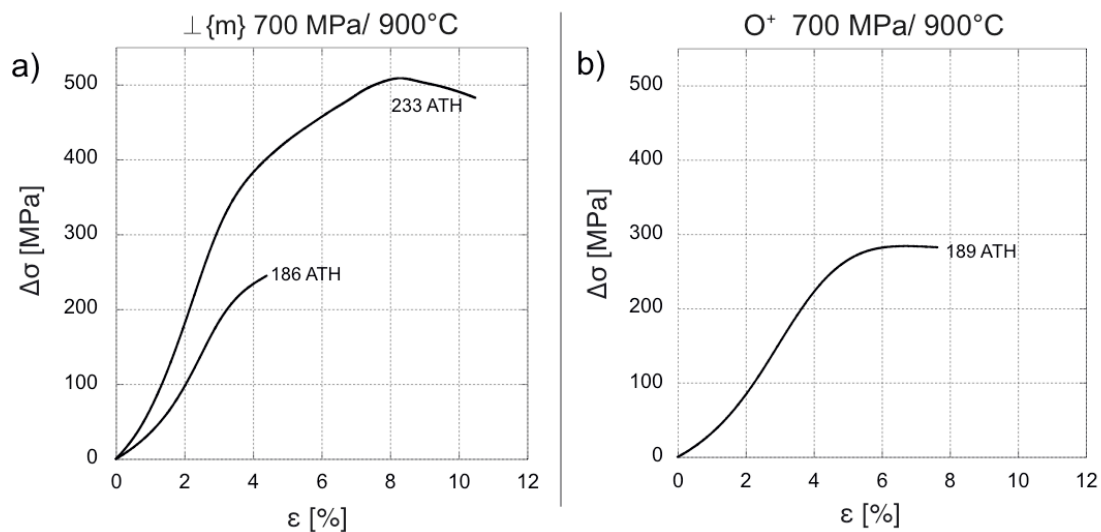 ⊥{m} 700 MPa/ 900°C
a)
Δσ [MPa]
500
400
300
200
100
0
233 ATH
186 ATH
0 2 4 6 8 10 12
ε [%]
O⁺ 700 MPa/ 900°C
b)
Δσ [MPa]
500
400
300
200
100
0
189 ATH
0 2 4 6 8 10 12
ε [%]